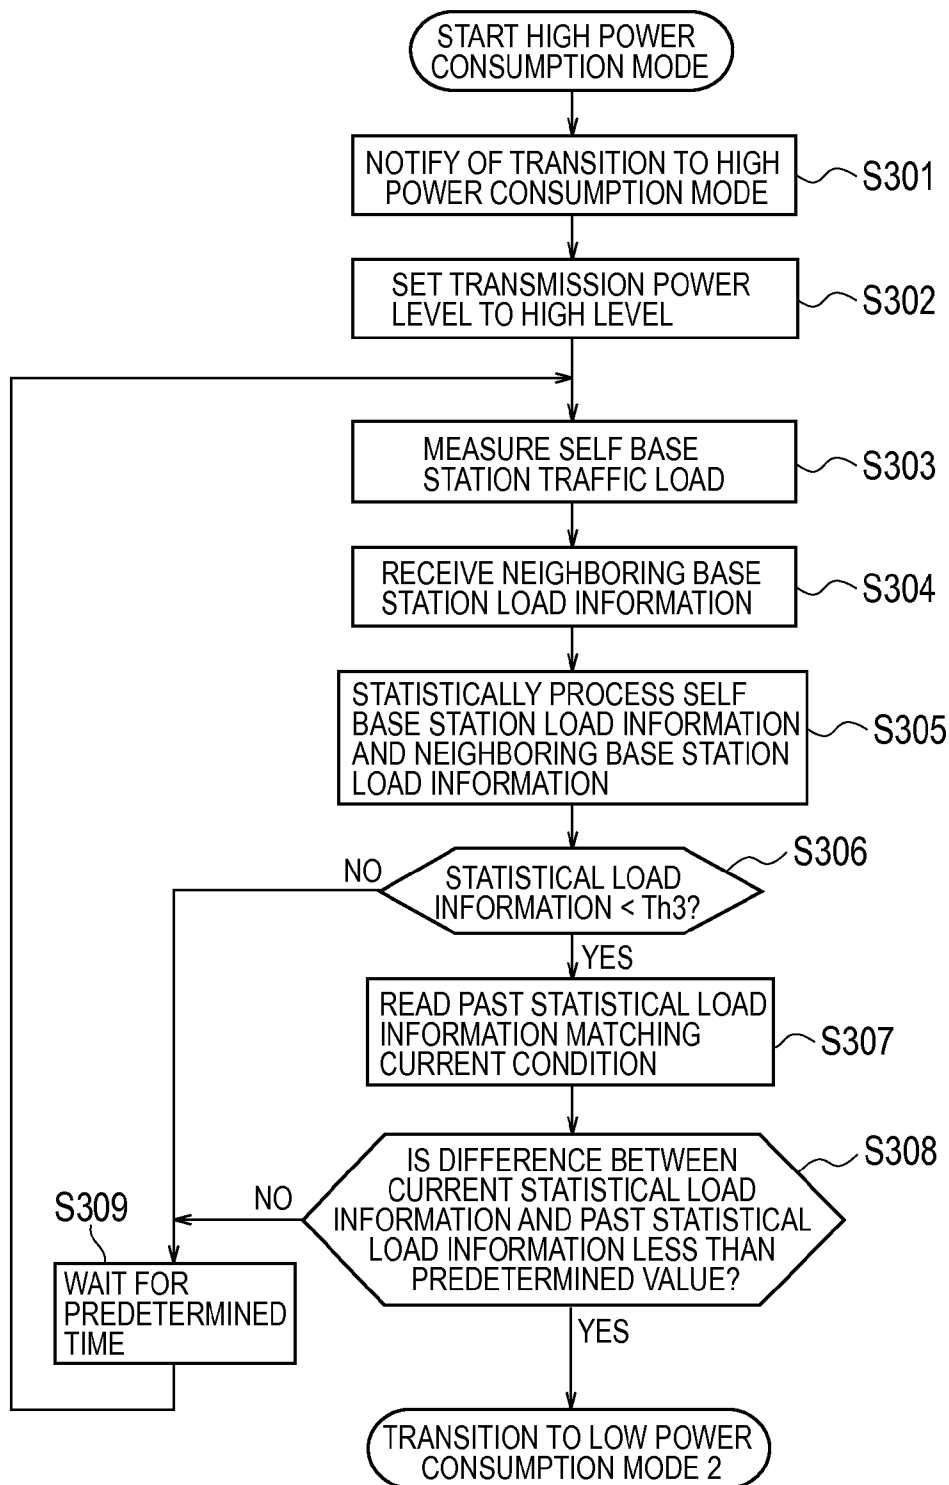 START HIGH POWER
CONSUMPTION MODE
NOTIFY OF TRANSITION TO HIGH
POWER CONSUMPTION MODE
S301
SET TRANSMISSION POWER
LEVEL TO HIGH LEVEL
S302
MEASURE SELF BASE
STATION TRAFFIC LOAD
S303
RECEIVE NEIGHBORING BASE
STATION LOAD INFORMATION
S304
STATISTICALLY PROCESS SELF
BASE STATION LOAD INFORMATION
AND NEIGHBORING BASE STATION
LOAD INFORMATION
S305
STATISTICAL LOAD
INFORMATION < Th3?
S306
NO
YES
READ PAST STATISTICAL LOAD
INFORMATION MATCHING
CURRENT CONDITION
S307
IS DIFFERENCE BETWEEN
CURRENT STATISTICAL LOAD
INFORMATION AND PAST STATISTICAL
LOAD INFORMATION LESS THAN
PREDETERMINED VALUE?
S308
NO
S309
WAIT FOR
PREDETERMINED
TIME
YES
TRANSITION TO LOW POWER
CONSUMPTION MODE 2